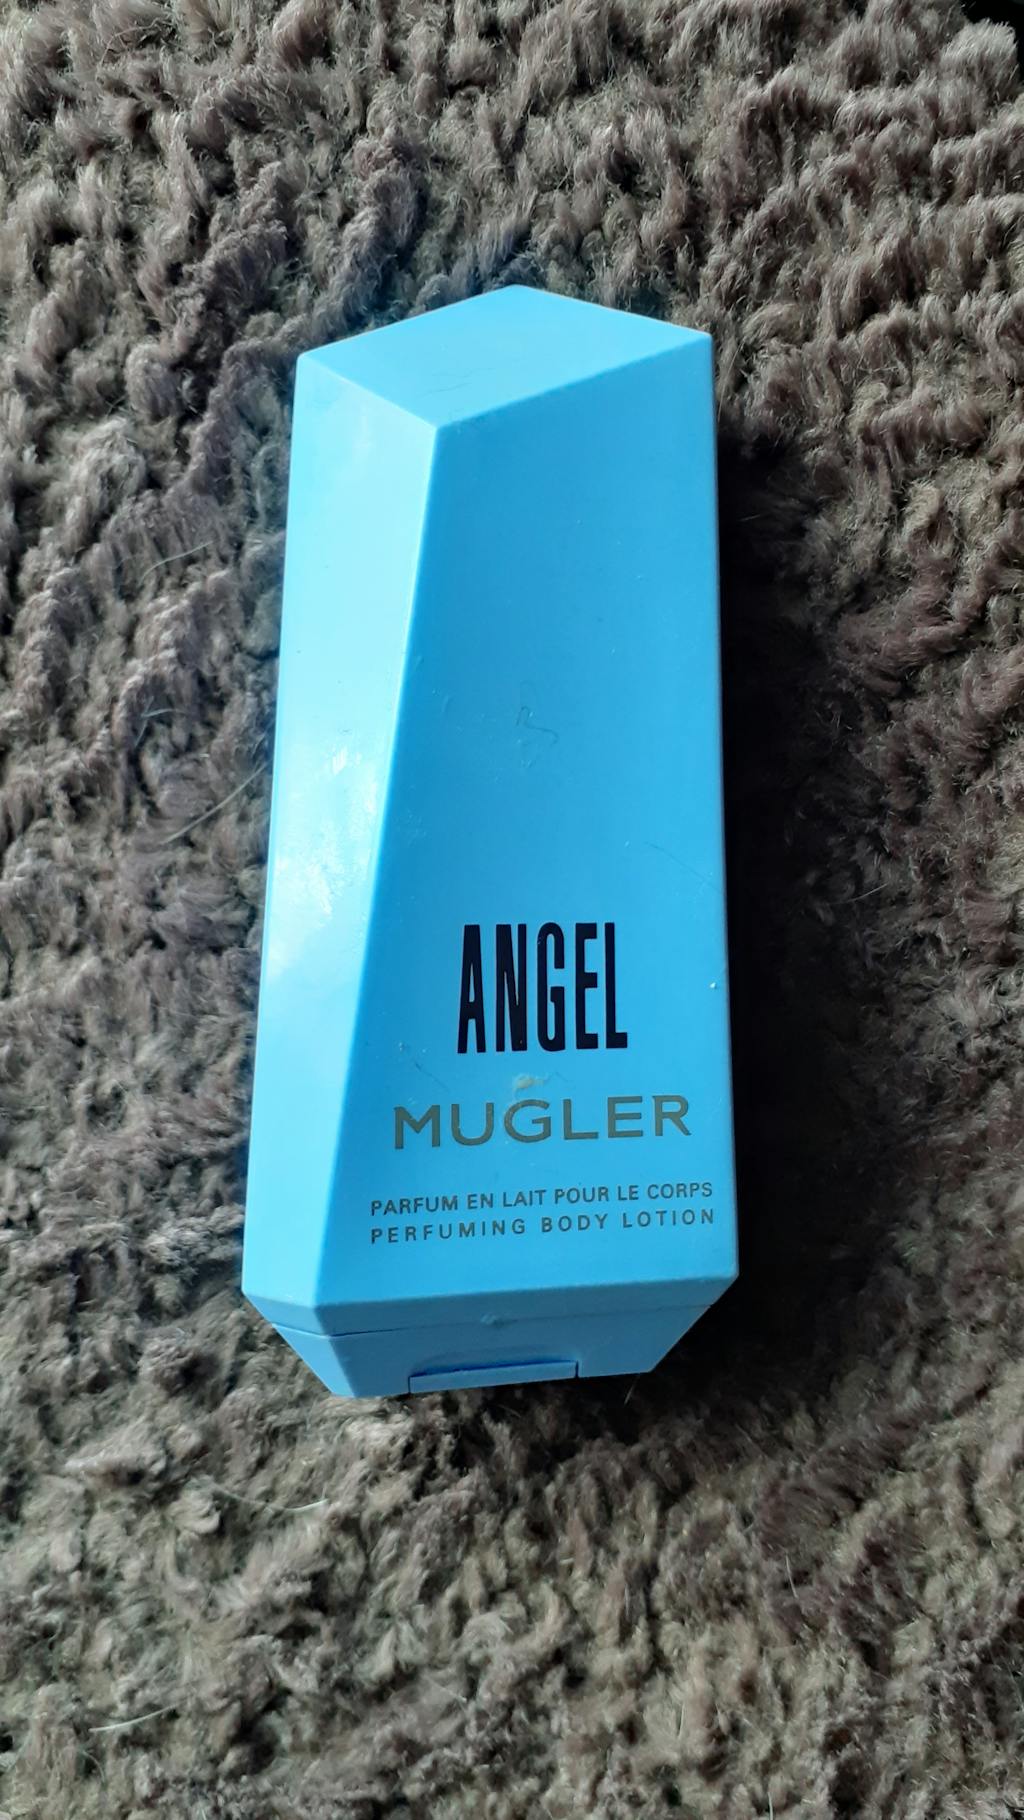 ANGEL
MUGLER
PARFUM EN LAIT POUR LE CORPS
PERFUMING BODY LOTION